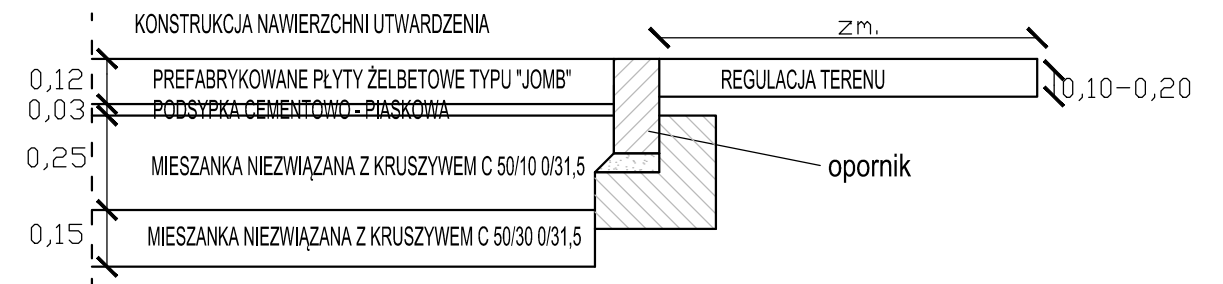 KONSTRUKCJA NAWIERZCHNI UTWARDZENIA
zm.
0,12
PREFABRYKOWANE PŁYTY ŻELBETOWE TYPU "JOMB"
REGULACJA TERENU
0,10-0,20
0,03
PODSYPKA CEMENTOWO - PIASKOWA
0,25
MIESZANKA NIEZWIĄZANA Z KRUSZYWEM C 50/10 0/31,5
opornik
0,15
MIESZANKA NIEZWIĄZANA Z KRUSZYWEM C 50/30 0/31,5